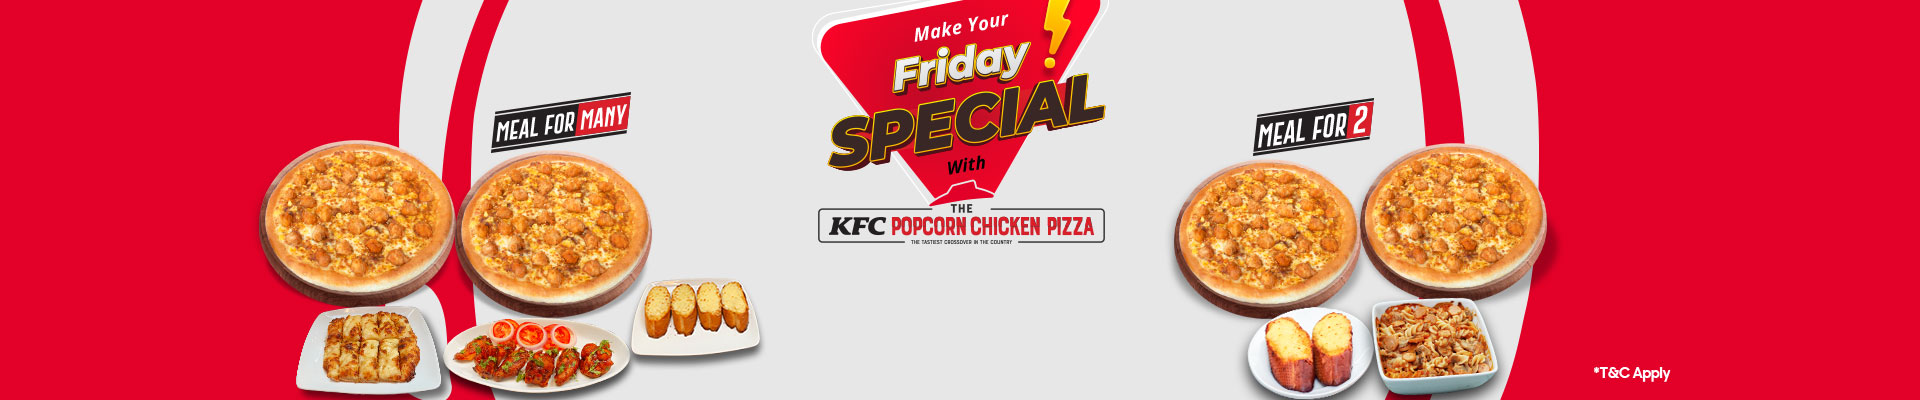 Make Your
Friday!
SPECIAL
With
THE
KFC POPCORN CHICKEN PIZZA
THE TASTIEST CROSSOVER IN THE COUNTRY
MEAL FOR MANY
MEAL FOR 2
*T&C Apply